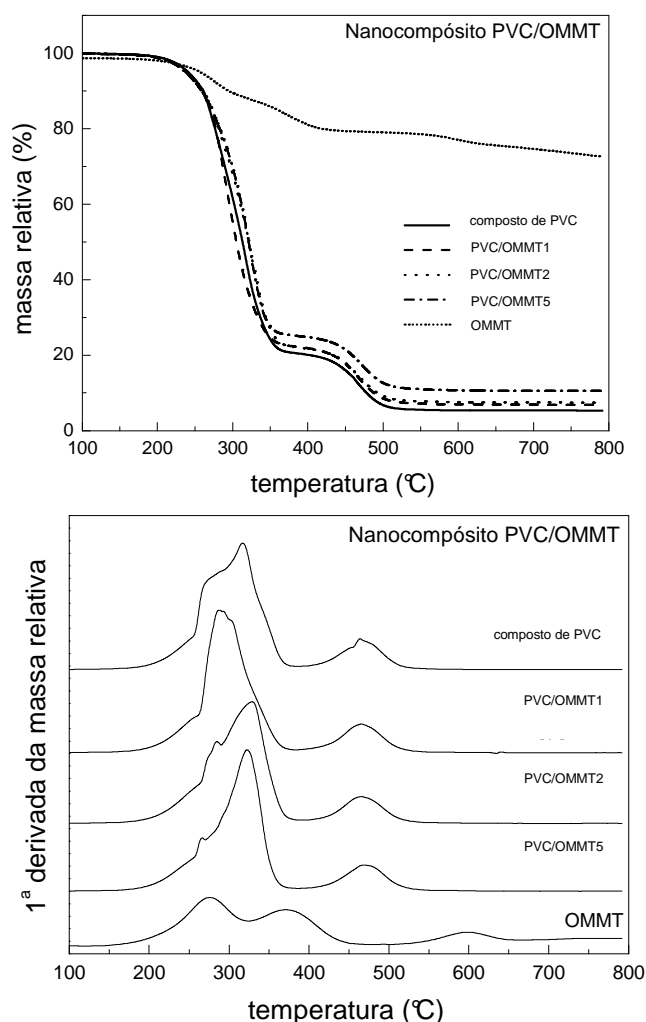 Nanocompósito PVC/OMMT
massa relativa (%)
100
80
60
40
20
0
composto de PVC
PVC/OMMT1
PVC/OMMT2
PVC/OMMT5
OMMT
100 200 300 400 500 600 700 800
temperatura (°C)
Nanocompósito PVC/OMMT
1ª derivada da massa relativa
composto de PVC
PVC/OMMT1
PVC/OMMT2
PVC/OMMT5
OMMT
100 200 300 400 500 600 700 800
temperatura (°C)